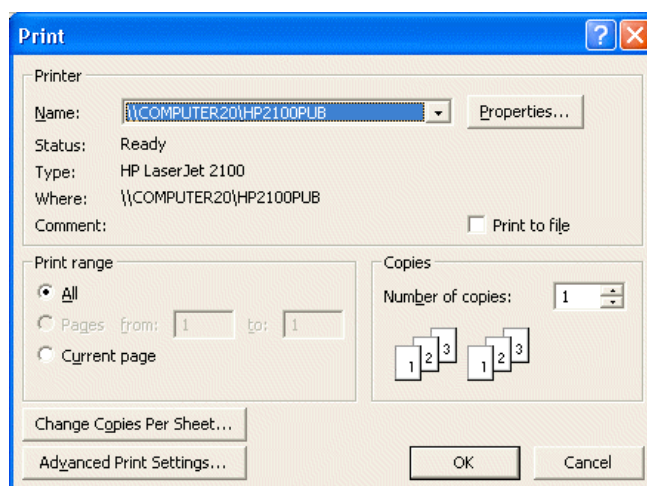 Print
Printer
Name: \\COMPUTER20\HP2100PUB Properties...
Status: Ready
Type: HP LaserJet 2100
Where: \\COMPUTER20\HP2100PUB
Comment: Print to file
Print range
All
Pages from: 1 to: 1
Current page
Copies
Number of copies: 1
1 2 3 1 2 3
Change Copies Per Sheet...
Advanced Print Settings... OK Cancel